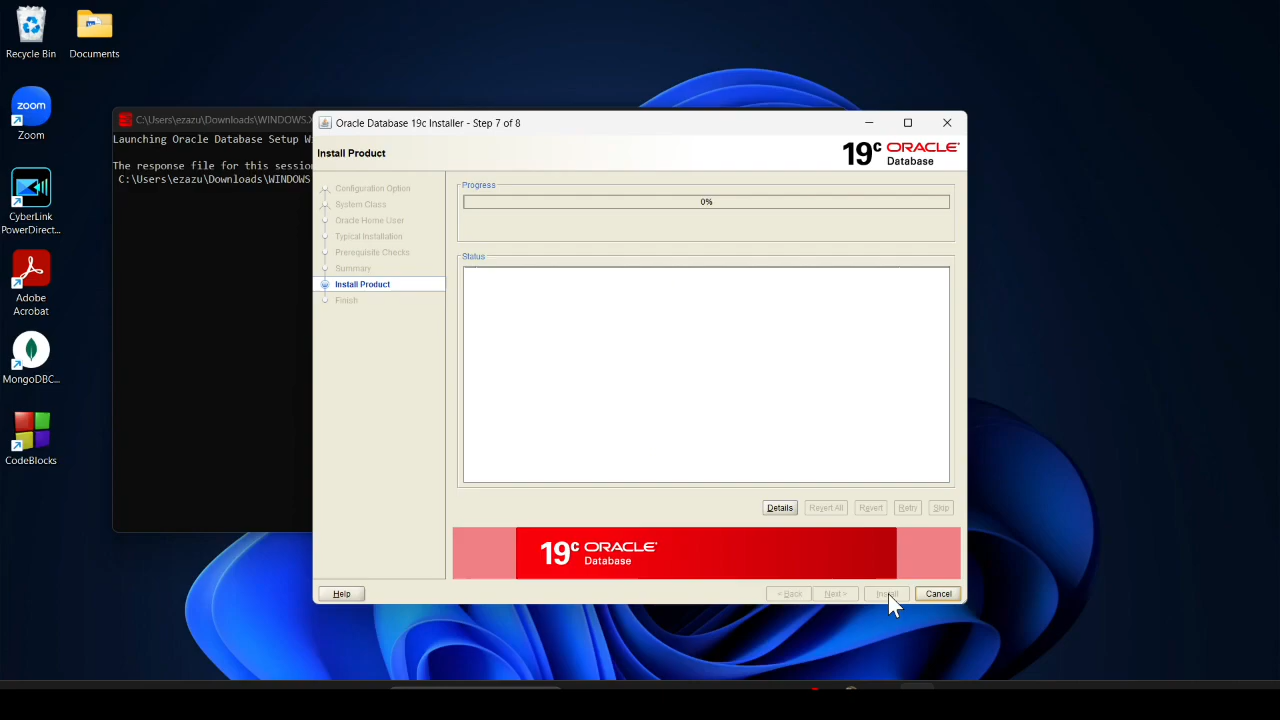 Recycle Bin
Documents
Zoom
CyberLink
PowerDirect...
Adobe
Acrobat
MongoDBC...
CodeBlocks
C:\Users\ezazu\Downloads\WINDOWS.X
Launching Oracle Database Setup W
The response file for this sessio
C:\Users\ezazu\Downloads\WINDOWS
Oracle Database 19c Installer - Step 7 of 8
Install Product
19c ORACLE
Database
Configuration Option
System Class
Oracle Home User
Typical Installation
Prerequisite Checks
Summary
Install Product
Finish
Progress
0%
Status
Details
Revert All
Revert
Retry
Skip
19c ORACLE
Database
Help
< Back
Next >
Install
Cancel
zoom